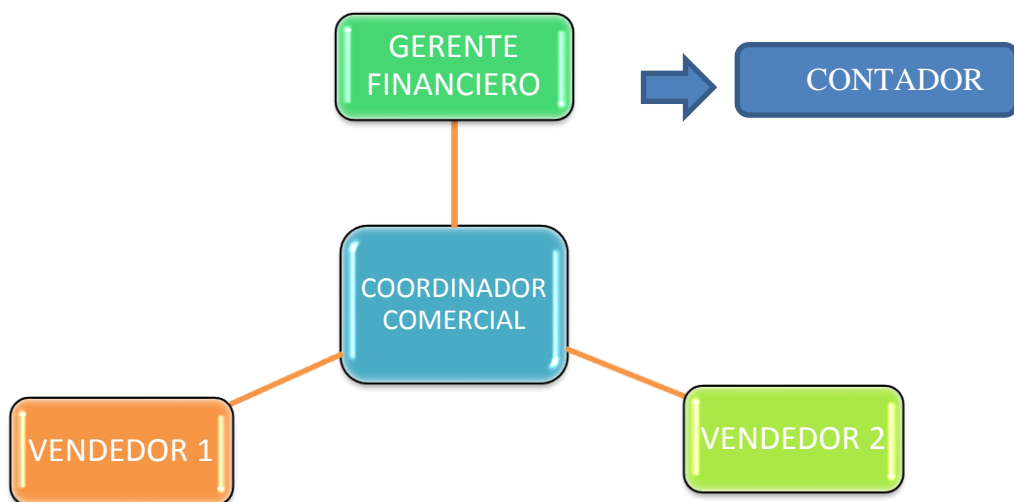 GERENTE
FINANCIERO
CONTADOR
COORDINADOR
COMERCIAL
VENDEDOR 1
VENDEDOR 2